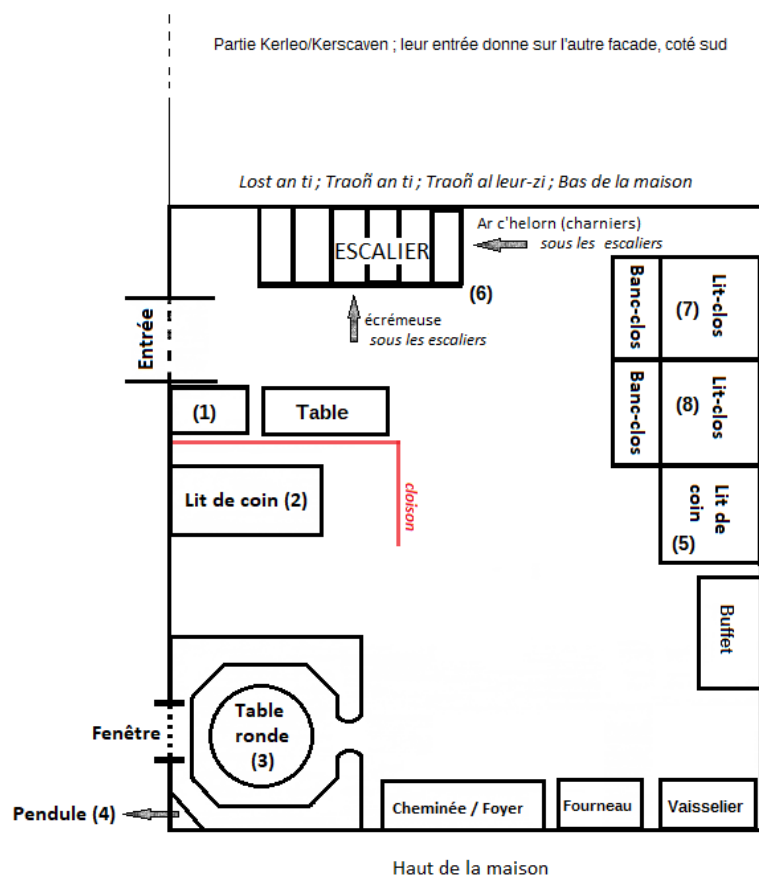 Partie Kerleo/Kerscaven ; leur entrée donne sur l'autre facade, coté sud
Lost an ti ; Traoñ an ti ; Traoñ al leur-zi ; Bas de la maison
Ar c'helorn (charniers)
sous les escaliers
ESCALIER
(6)
écrémeuse
sous les escaliers
Entrée
Banc-clos
Lit-clos
(7)
Banc-clos
Lit-clos
(8)
(1)
Table
cloison
Lit de coin (2)
Lit de
coin
(5)
Buffet
Fenêtre
Table
ronde
(3)
Pendule (4)
Cheminée / Foyer
Fourneau
Vaisselier
Haut de la maison